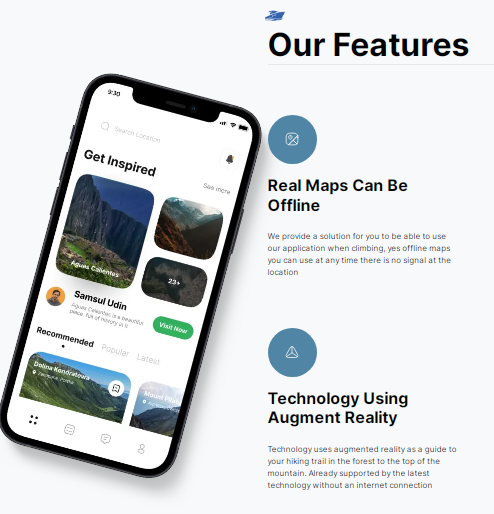 Our Features
9:30
Search Location
Get Inspired
See more
Aguas Calientes
23+
Samsul Udin
Aguas Calientes is a beautiful
peace, full of history in it
Visit Now
Recommended
Popular
Latest
Dolina Kondratowa
Zakopane, Polska
Real Maps Can Be
Offline
We provide a solution for you to be able to use
our application when climbing, yes offline maps
you can use at any time there is no signal at the
location
Technology Using
Augment Reality
Technology uses augmented reality as a guide to
your hiking trail in the forest to the top of the
mountain. Already supported by the latest
technology without an internet connection